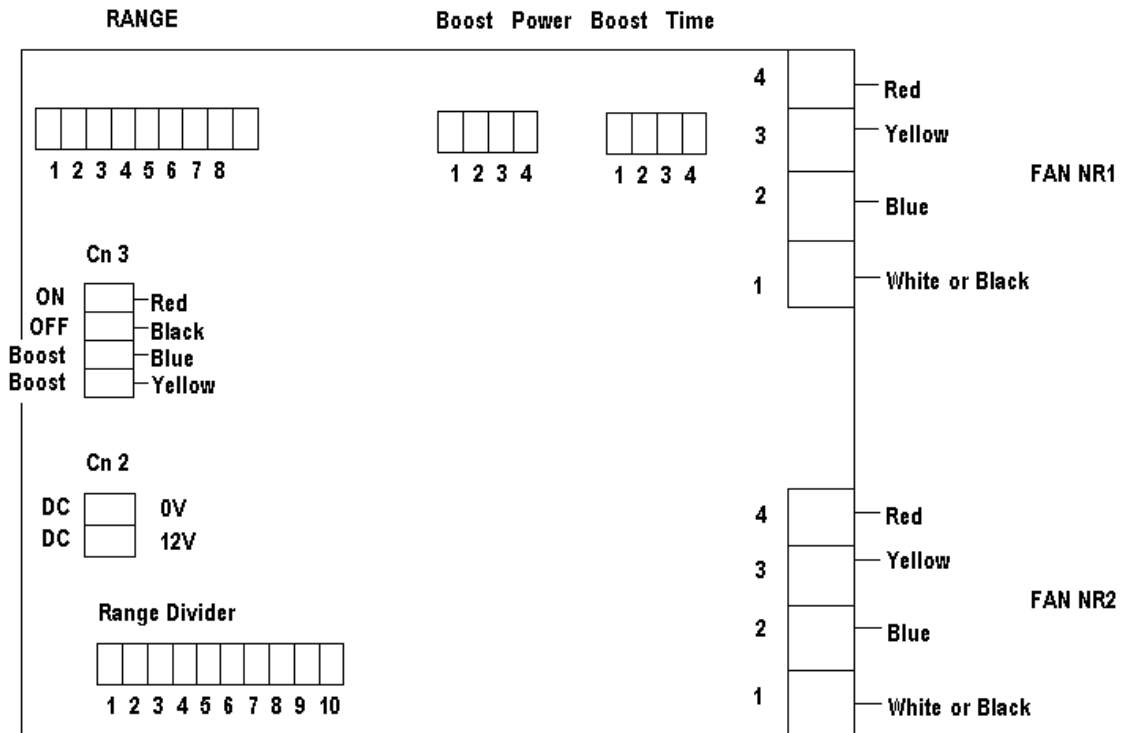 RANGE
Boost Power Boost Time
1 2 3 4 5 6 7 8
1 2 3 4
1 2 3 4
4 Red
3 Yellow
2 Blue
1 White or Black
FAN NR1
Cn 3
ON Red
OFF Black
Boost Blue
Boost Yellow
Cn 2
DC 0V
DC 12V
Range Divider
1 2 3 4 5 6 7 8 9 10
4 Red
3 Yellow
2 Blue
1 White or Black
FAN NR2